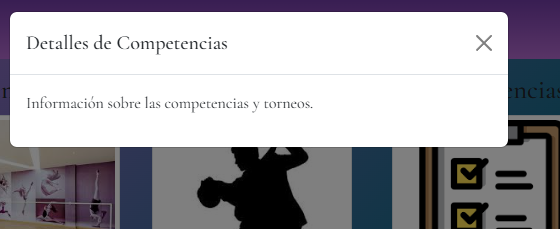 Detalles de Competencias
Información sobre las competencias y torneos.